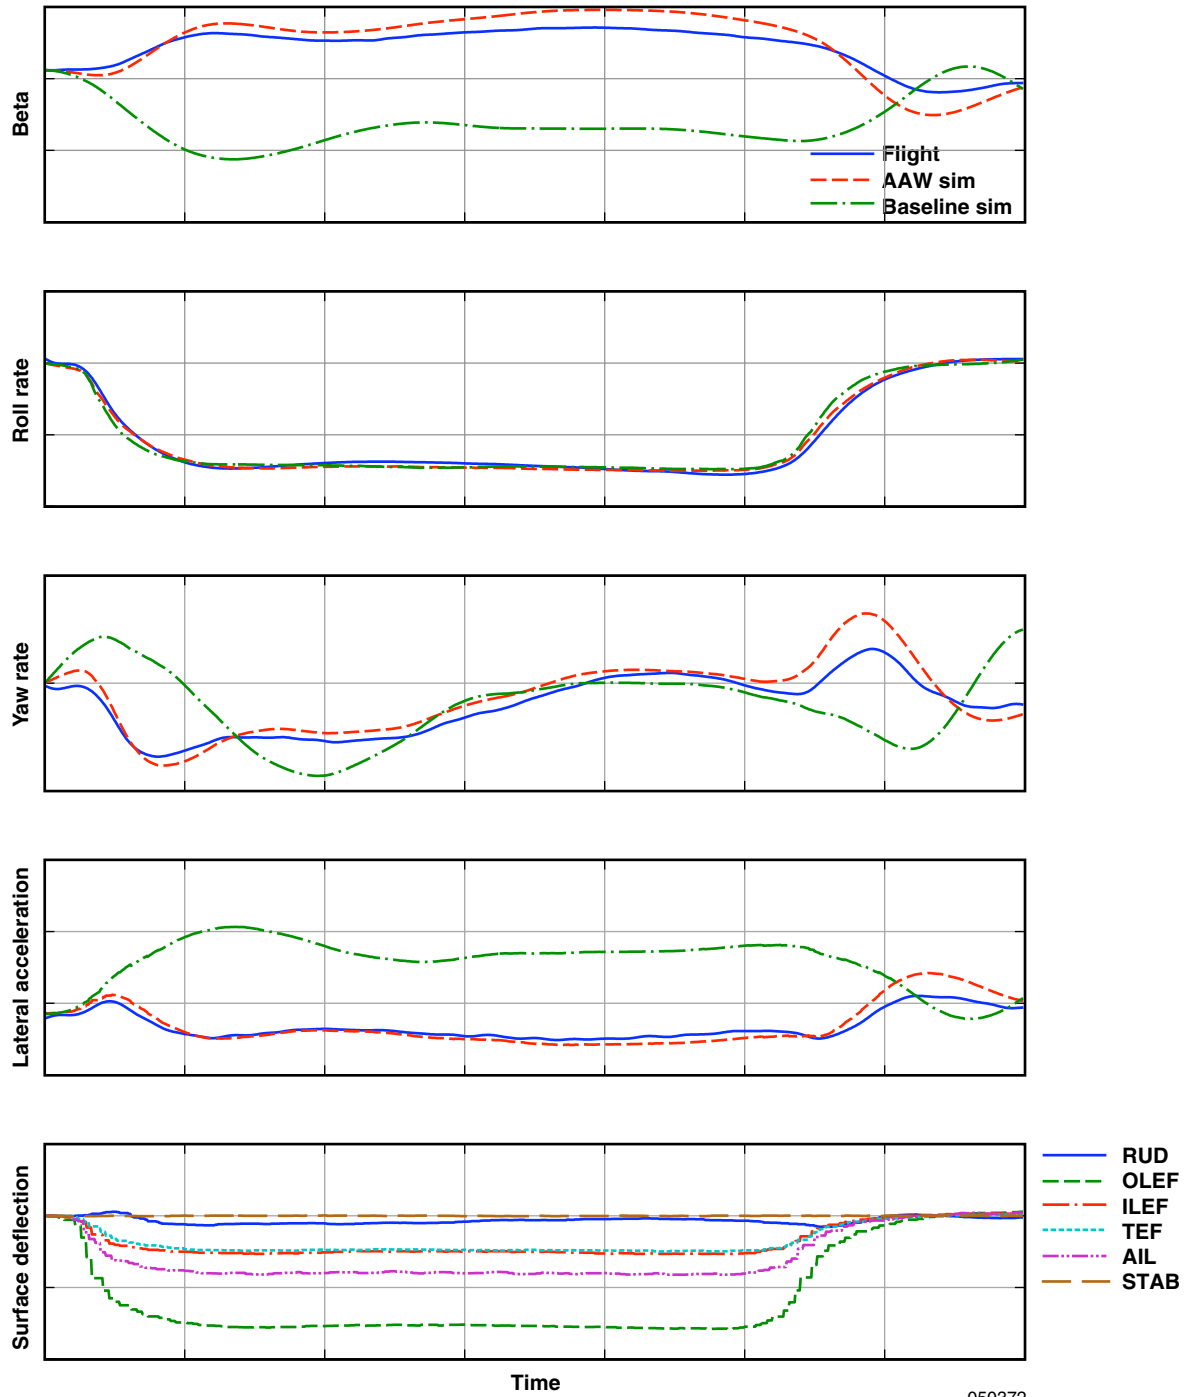 Beta
Flight
AAW sim
Baseline sim
Roll rate
Yaw rate
Lateral acceleration
Surface deflection
RUD
OLEF
ILEF
TEF
AIL
STAB
Time
050372